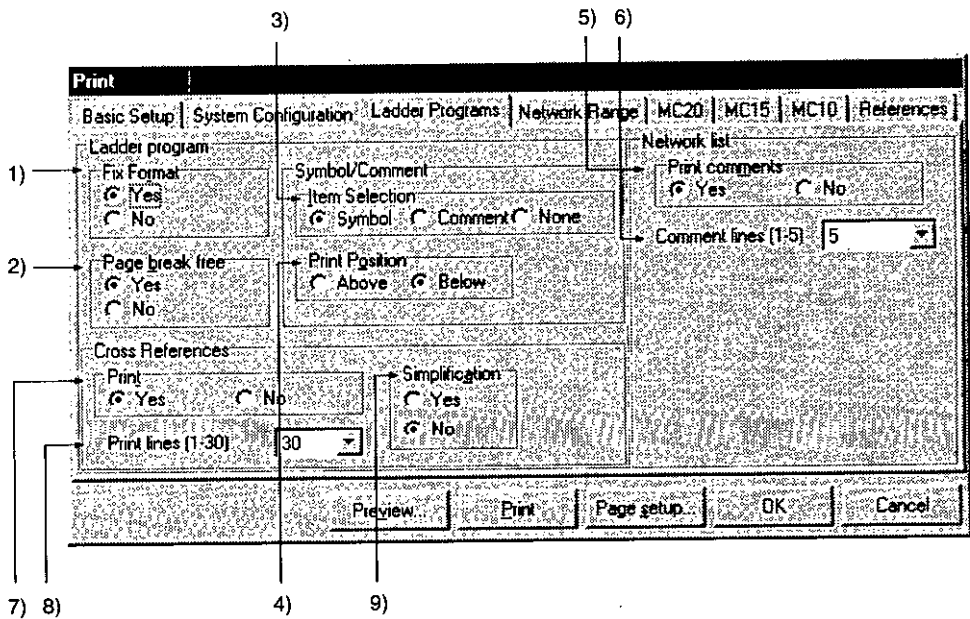 3) 5) 6)
Print
Basic Setup System Configuration Ladder Programs Network Range MC20 MC15 MC10 References
Ladder program
Network list
1)
Fix Format
Symbol/Comment
Print comments
Yes
Item Selection
Yes No
No
Symbol Comment None
Comment lines (1-5) 5
2)
Page break free
Print Position
Yes
Above Below
No
Cross References
7)
Print
Simplification
Yes No
Yes
8)
Print lines (1-30) 30
No
Preview... Print Page setup... OK Cancel
7) 8) 4) 9)